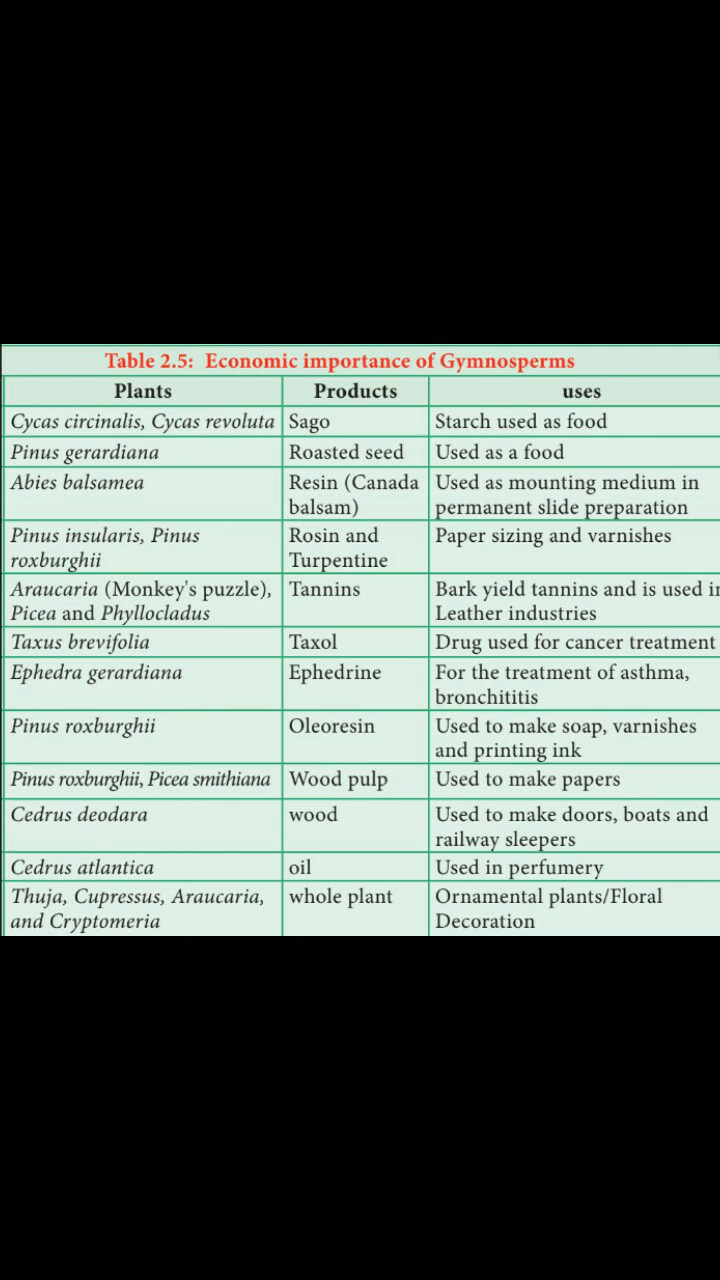 Table 2.5: Economic importance of Gymnosperms
Plants Products uses
Cycas circinalis, Cycas revoluta Sago Starch used as food
Pinus gerardiana Roasted seed Used as a food
Abies balsamea Resin (Canada Used as mounting medium in
balsam) permanent slide preparation
Pinus insularis, Pinus Rosin and Paper sizing and varnishes
roxburghii Turpentine
Araucaria (Monkey's puzzle), Tannins Bark yield tannins and is used in
Picea and Phyllocladus Leather industries
Taxus brevifolia Taxol Drug used for cancer treatment
Ephedra gerardiana Ephedrine For the treatment of asthma,
bronchititis
Pinus roxburghii Oleoresin Used to make soap, varnishes
and printing ink
Pinus roxburghii, Picea smithiana Wood pulp Used to make papers
Cedrus deodara wood Used to make doors, boats and
railway sleepers
Cedrus atlantica oil Used in perfumery
Thuja, Cupressus, Araucaria, whole plant Ornamental plants/Floral
and Cryptomeria Decoration